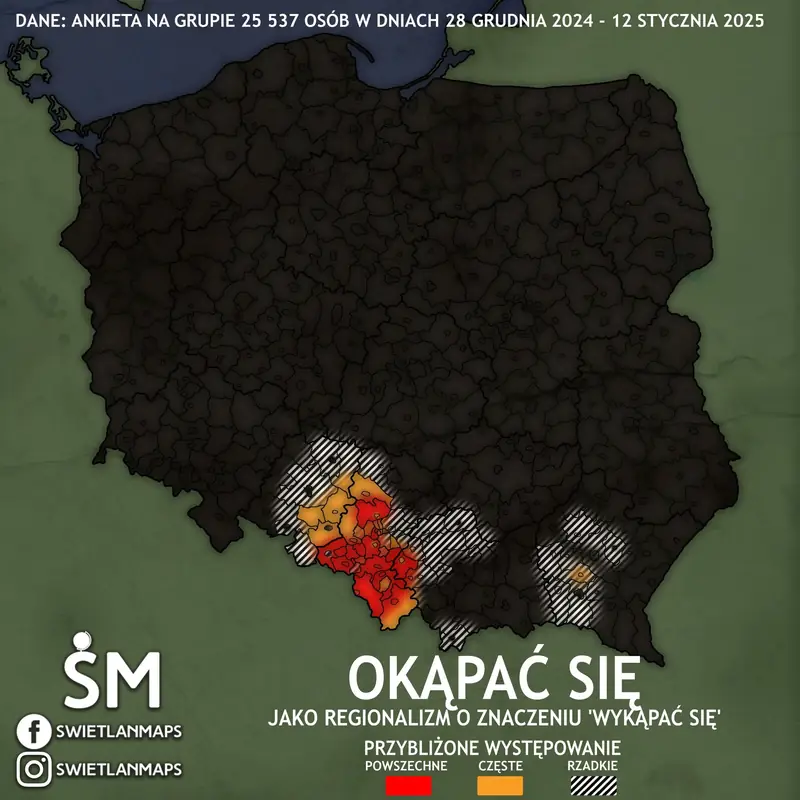 DANE: ANKIETA NA GRUPIE 25 537 OSÓB W DNIACH 28 GRUDNIA 2024 - 12 STYCZNIA 2025
ŚM
SWIETLANMAPS
SWIETLANMAPS
OKĄPAĆ SIĘ
JAKO REGIONALIZM O ZNACZENIU 'WYKĄPAĆ SIĘ'
PRZYBLIŻONE WYSTĘPOWANIE
POWSZECHNE CZĘSTE RZADKIE